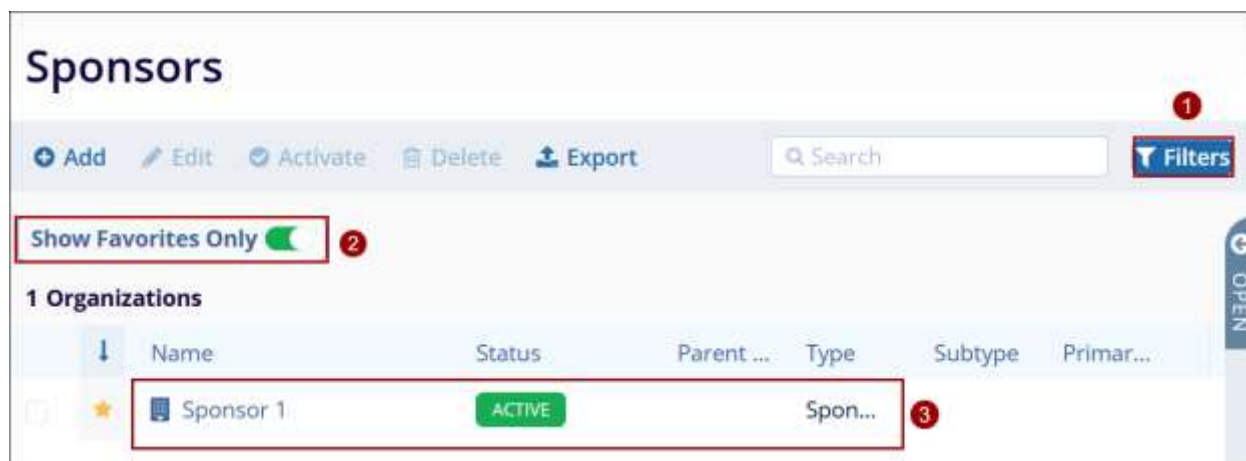 Sponsors
1
Add Edit Activate Delete Export Search Filters
Show Favorites Only 2
1 Organizations
OPEN
Name Status Parent ... Type Subtype Primar...
Sponsor 1 ACTIVE Spon... 3